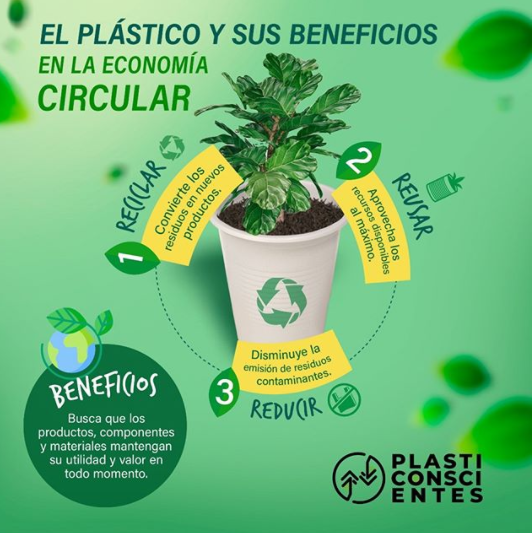 EL PLÁSTICO Y SUS BENEFICIOS
EN LA ECONOMÍA
CIRCULAR
1
RECICLAR
Convierte los
residuos en nuevos
productos.
2
REUSAR
Aprovecha los
recursos disponibles
al máximo.
3
REDUCIR
Disminuye la
emisión de residuos
contaminantes.
BENEFICIOS
Busca que los
productos, componentes
y materiales mantengan
su utilidad y valor en
todo momento.
PLASTI
CONSCI
ENTES